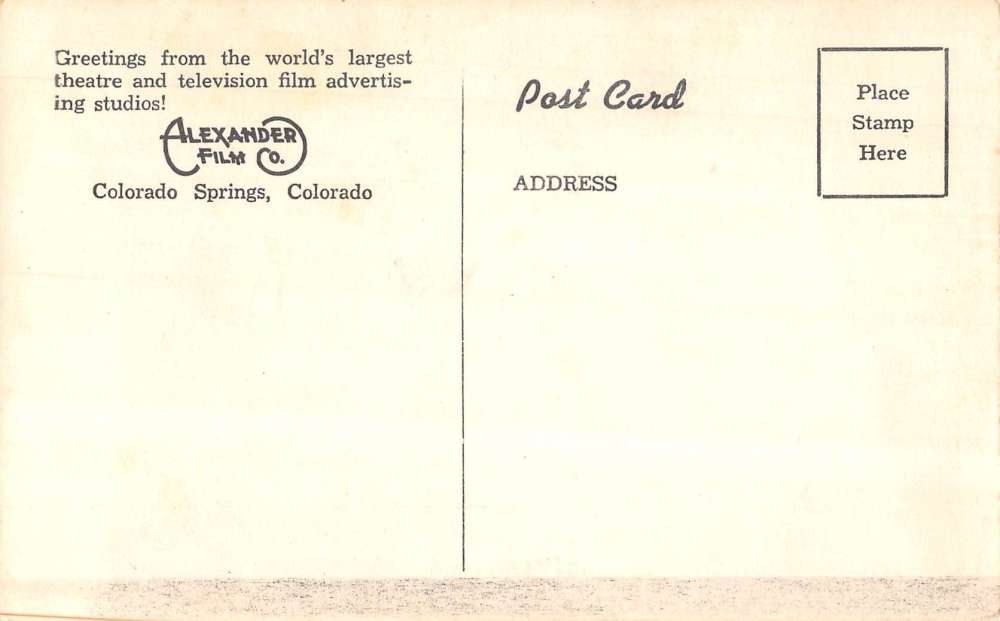 Greetings from the world's largest
theatre and television film advertis-
ing studios!
ALEXANDER
FILM CO.
Colorado Springs, Colorado
Post Card
ADDRESS
Place
Stamp
Here